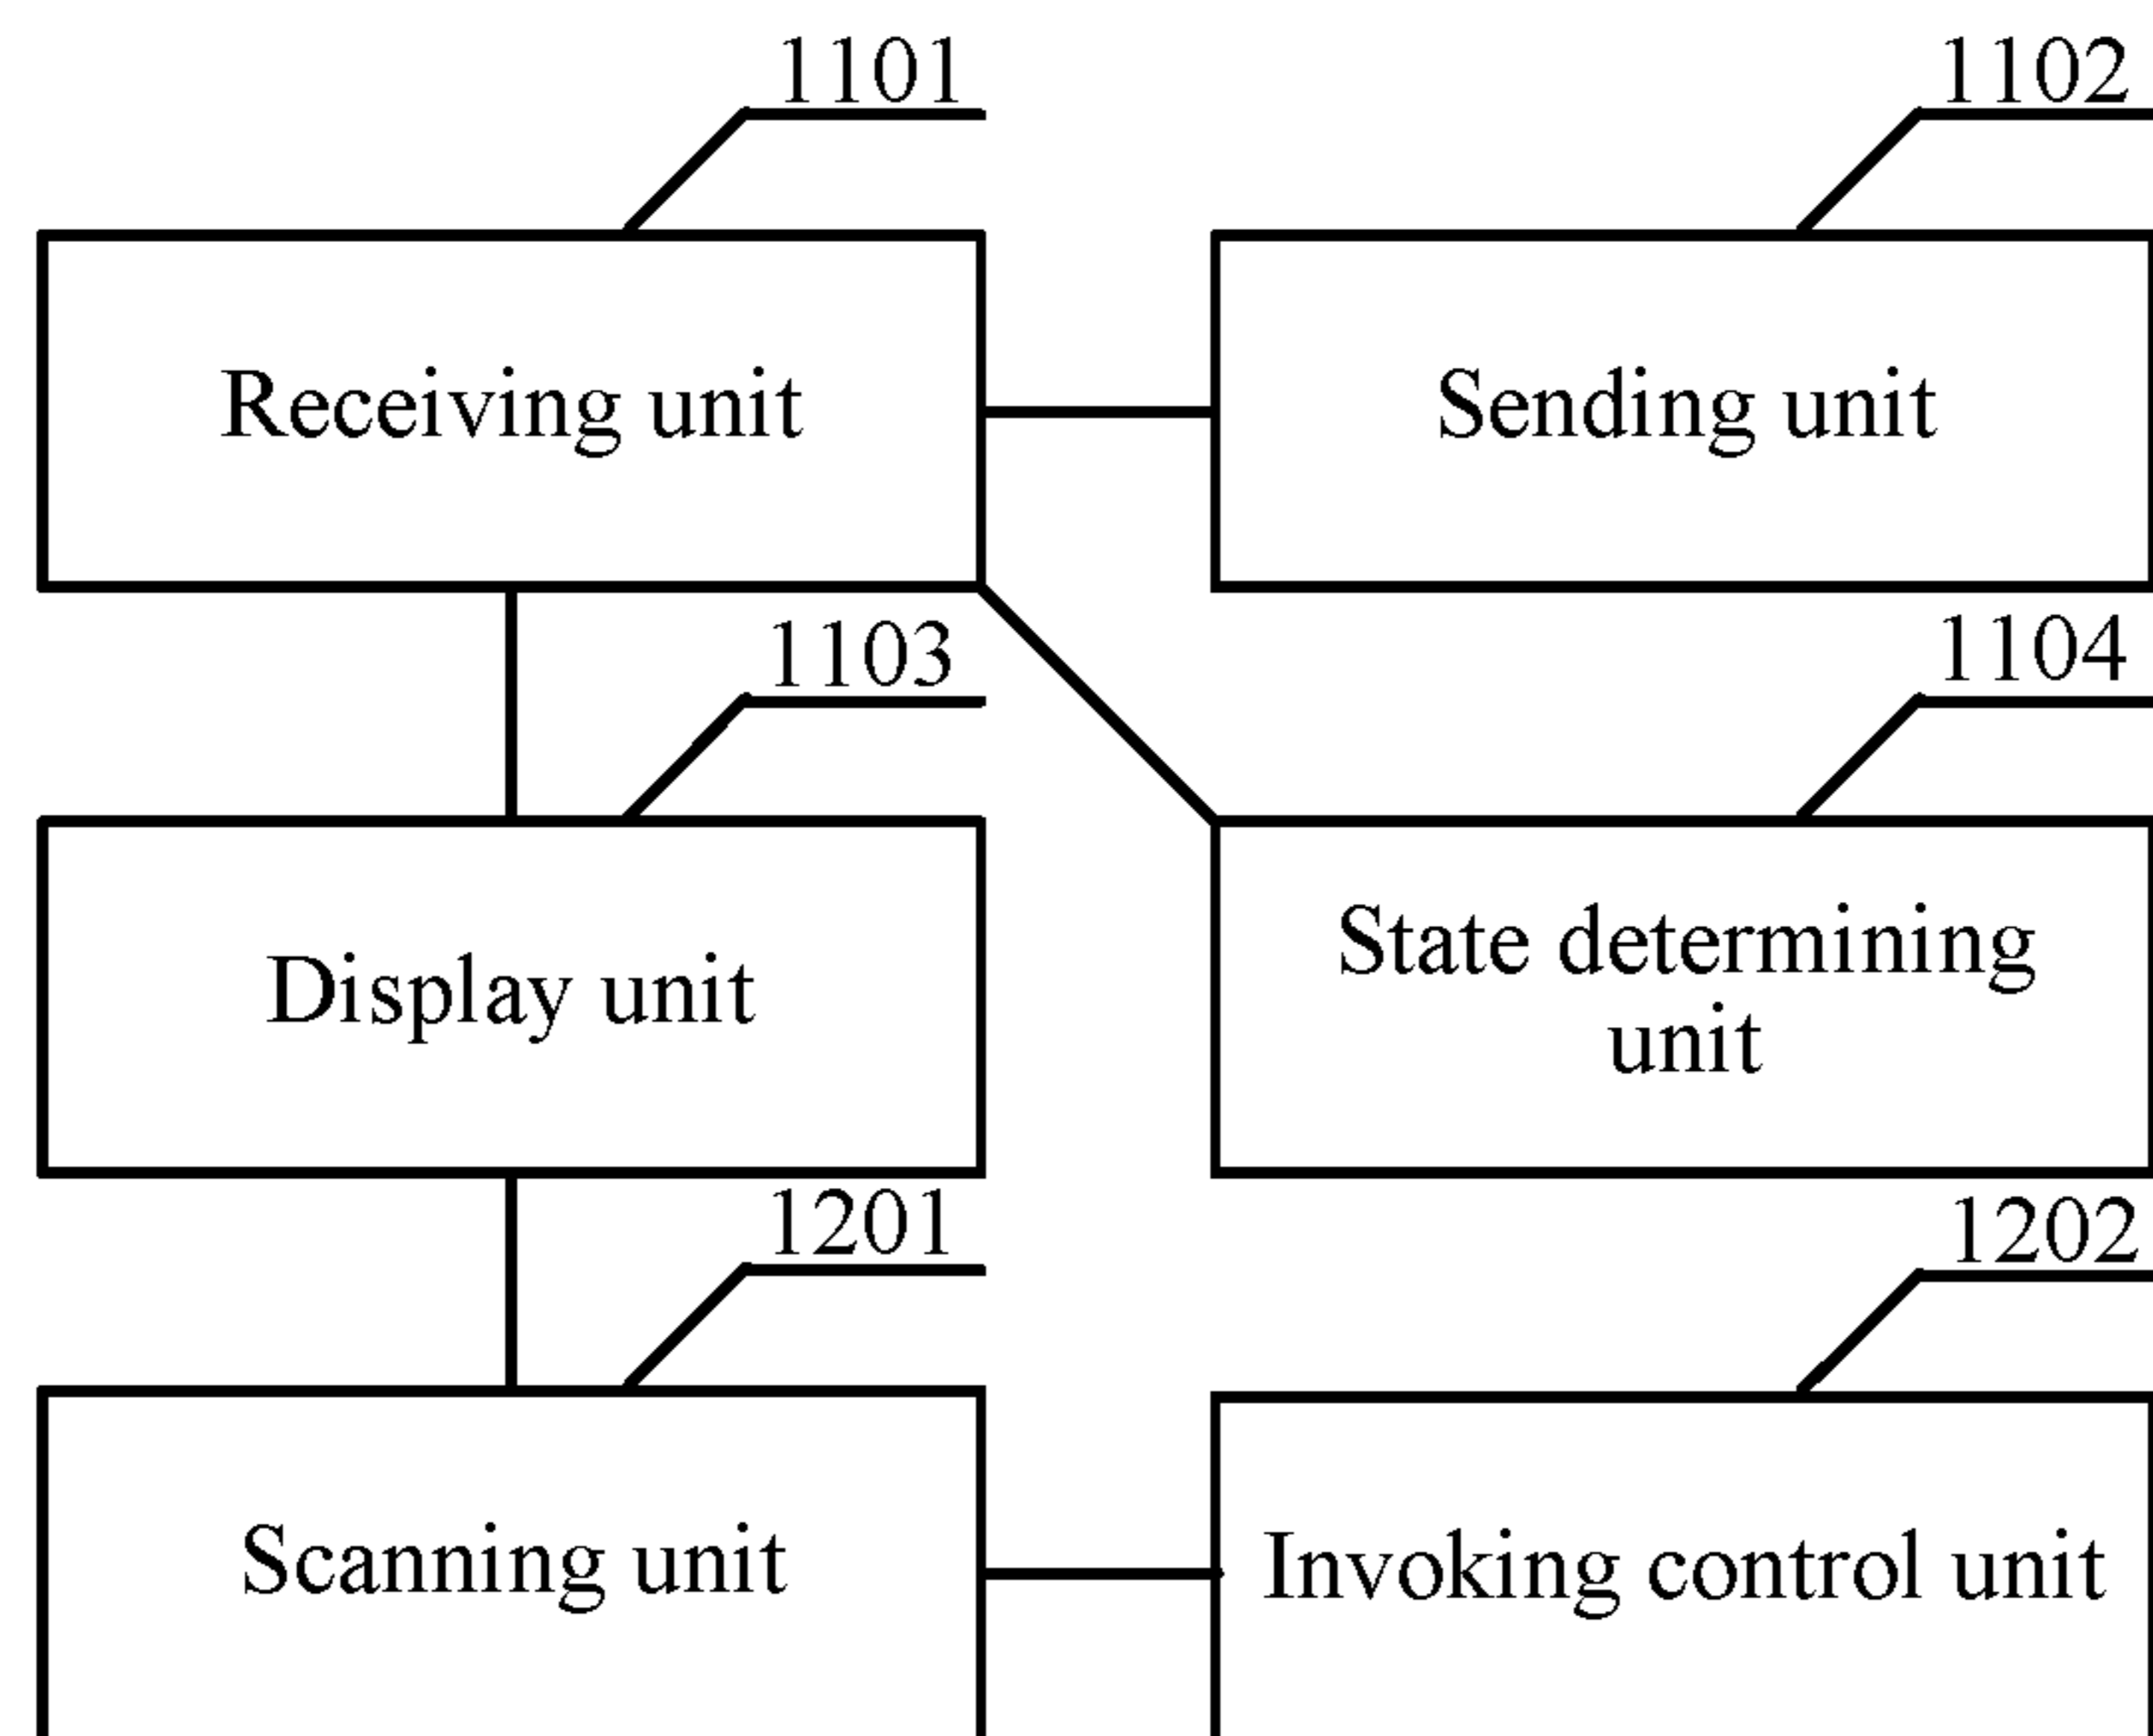 1101
1102
Receiving unit
Sending unit
1103
1104
Display unit
State determining
unit
1201
1202
Scanning unit
Invoking control unit